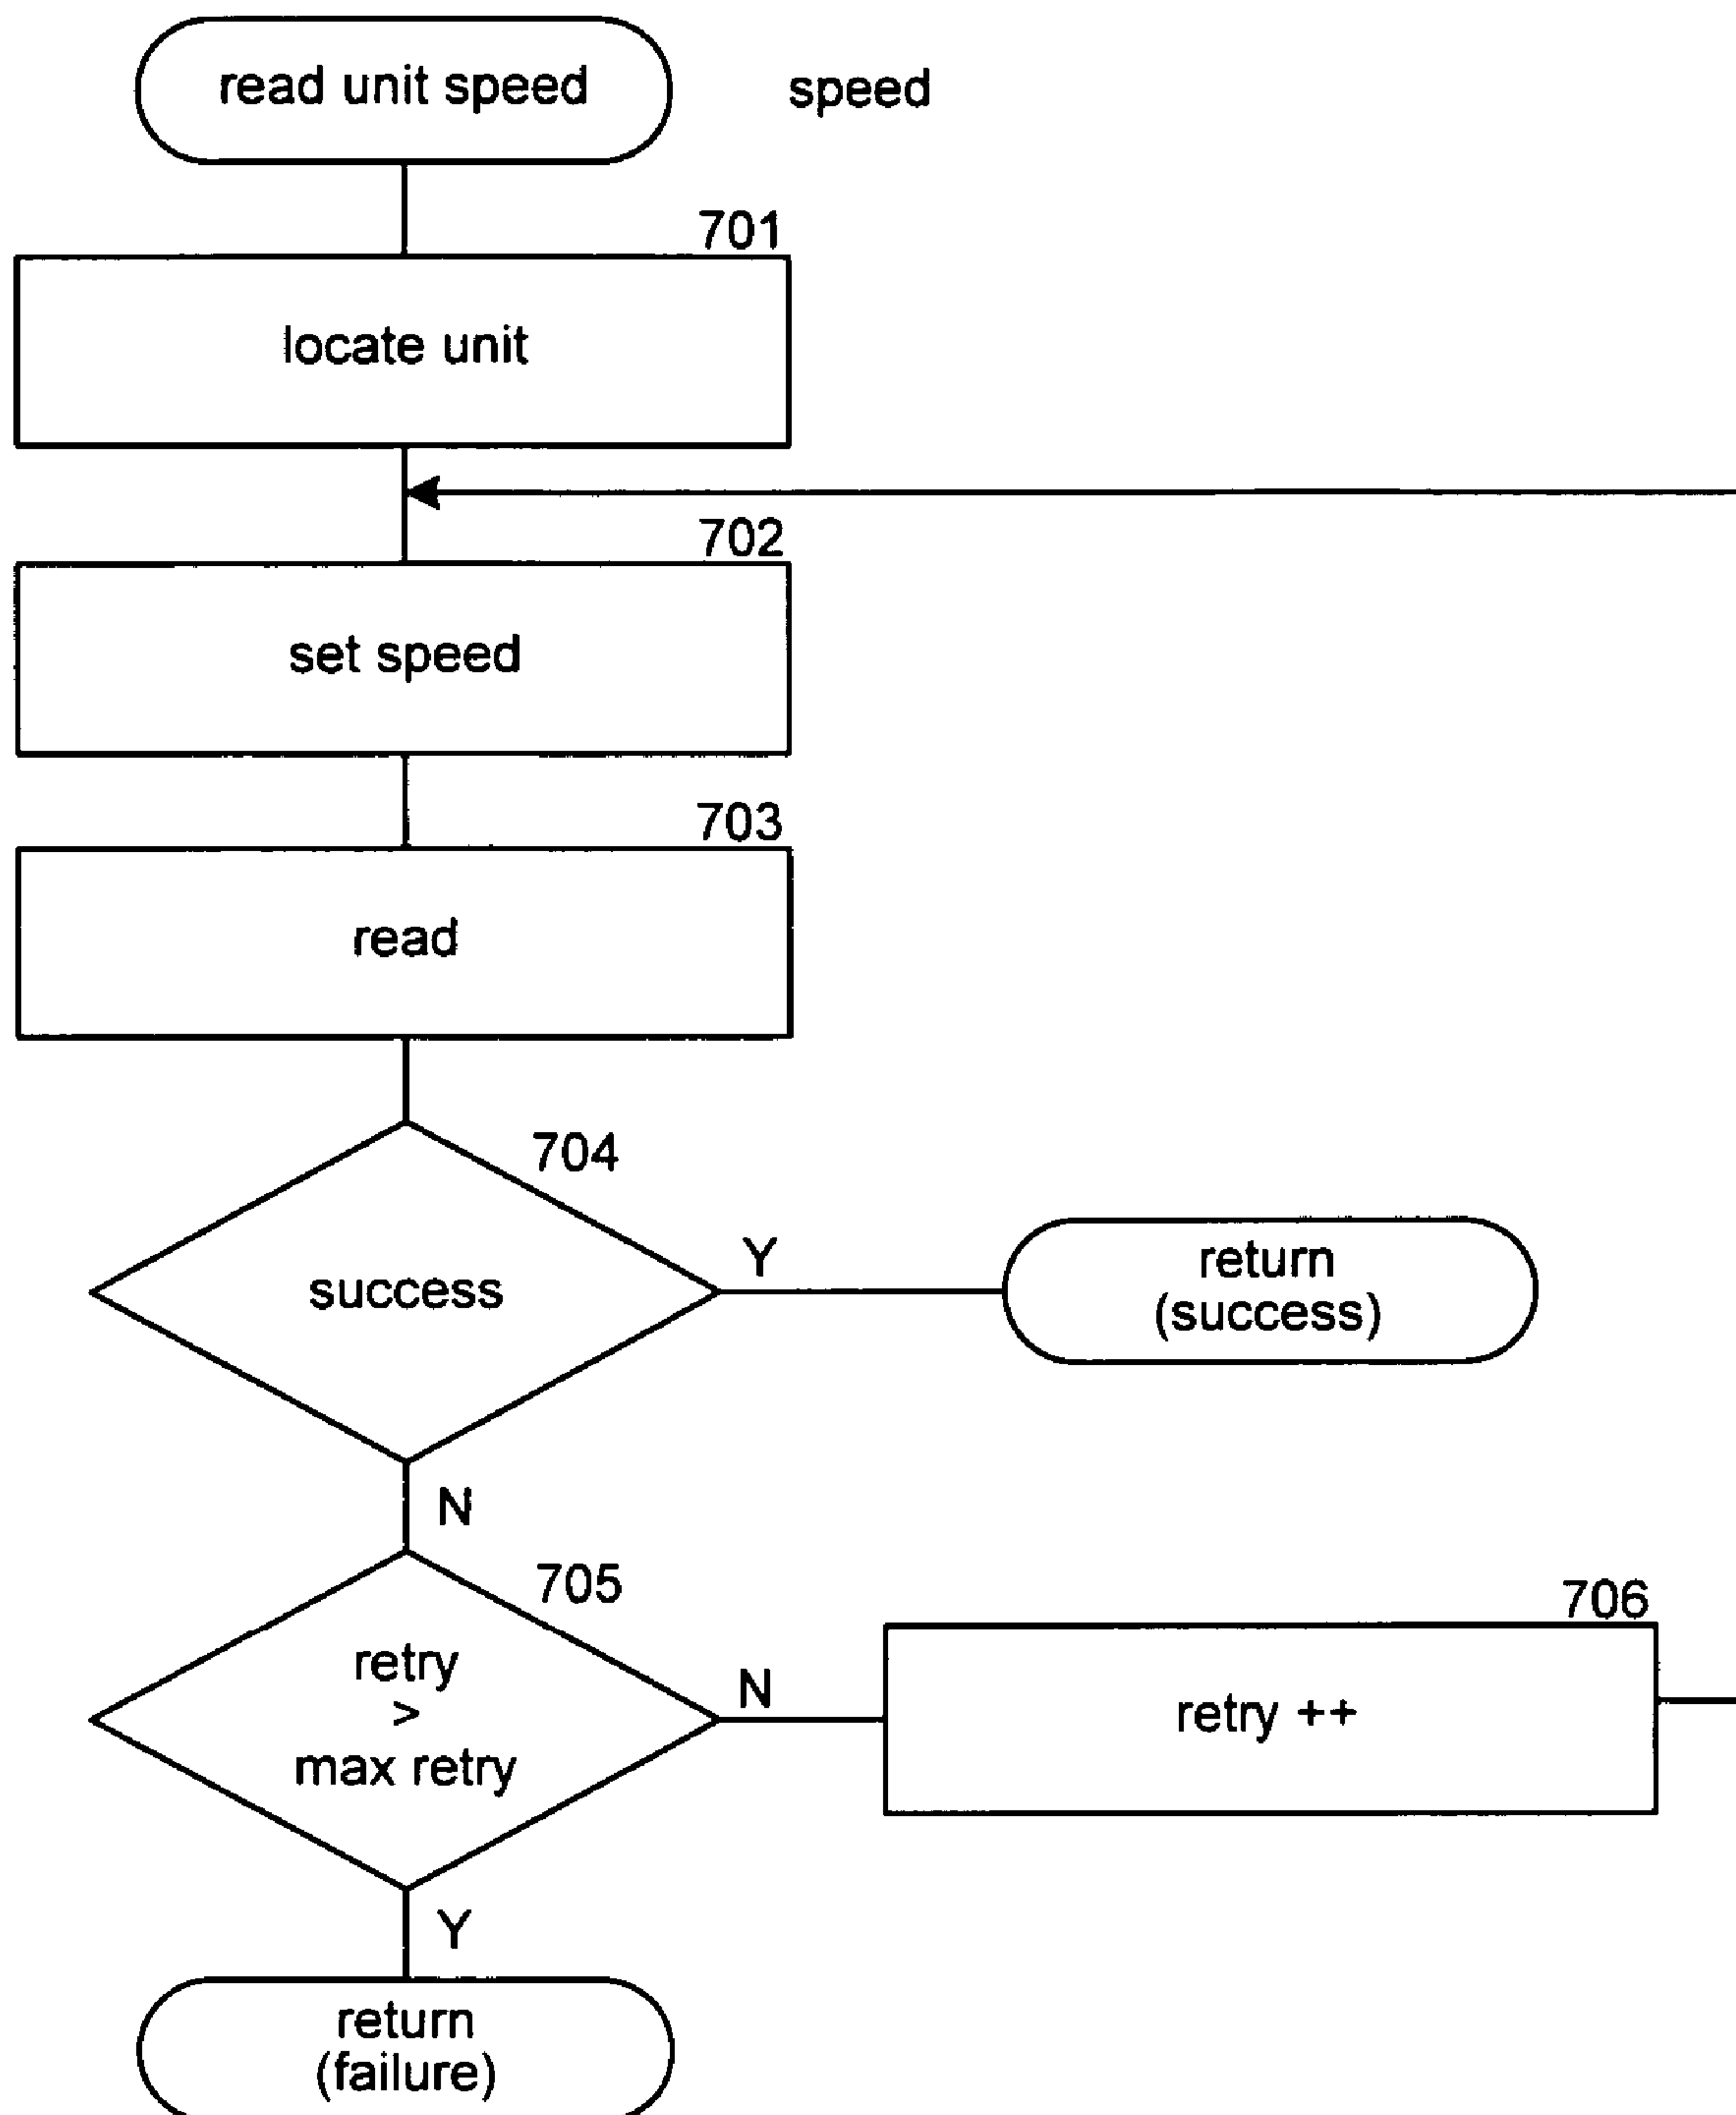 read unit speed
speed
701
locate unit
702
set speed
703
read
704
success
Y
return
(success)
N
705
retry
>
max retry
N
706
retry ++
Y
return
(failure)